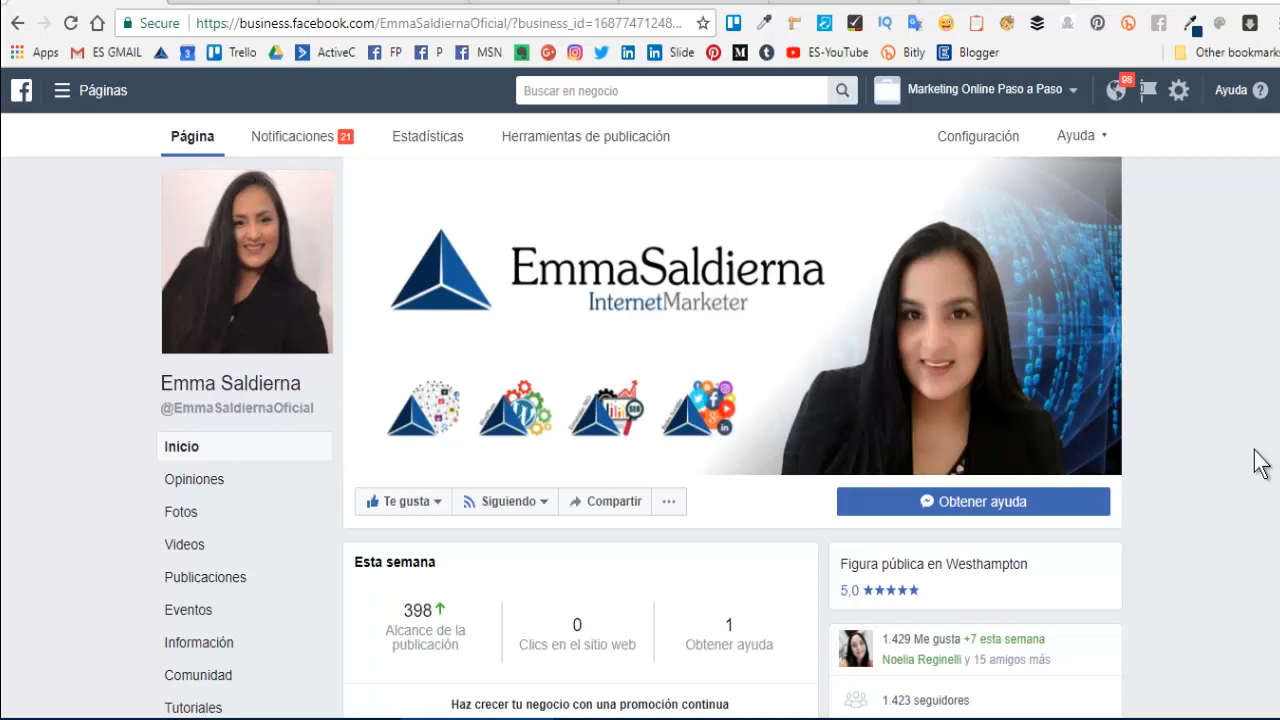 Secure https://business.facebook.com/EmmaSaldiernaOficial/?business_id=16877471248...
Apps ES GMAIL Trello ActiveC FP P MSN Slide ES-YouTube Bitly Blogger Other bookmark
Páginas Buscar en negocio Marketing Online Paso a Paso 98 Ayuda
Página Notificaciones 21 Estadísticas Herramientas de publicación Configuración Ayuda
EmmaSaldierna
InternetMarketer
Emma Saldierna
@EmmaSaldiernaOficial
Inicio
Opiniones
Fotos
Videos
Publicaciones
Eventos
Información
Comunidad
Tutoriales
Te gusta Siguiendo Compartir ... Obtener ayuda
Esta semana
398 0 1
Alcance de la publicación Clics en el sitio web Obtener ayuda
Haz crecer tu negocio con una promoción continua
Figura pública en Westhampton
5,0 ★★★★★
1.429 Me gusta +7 esta semana
Noelia Reginelli y 15 amigos más
1.423 seguidores